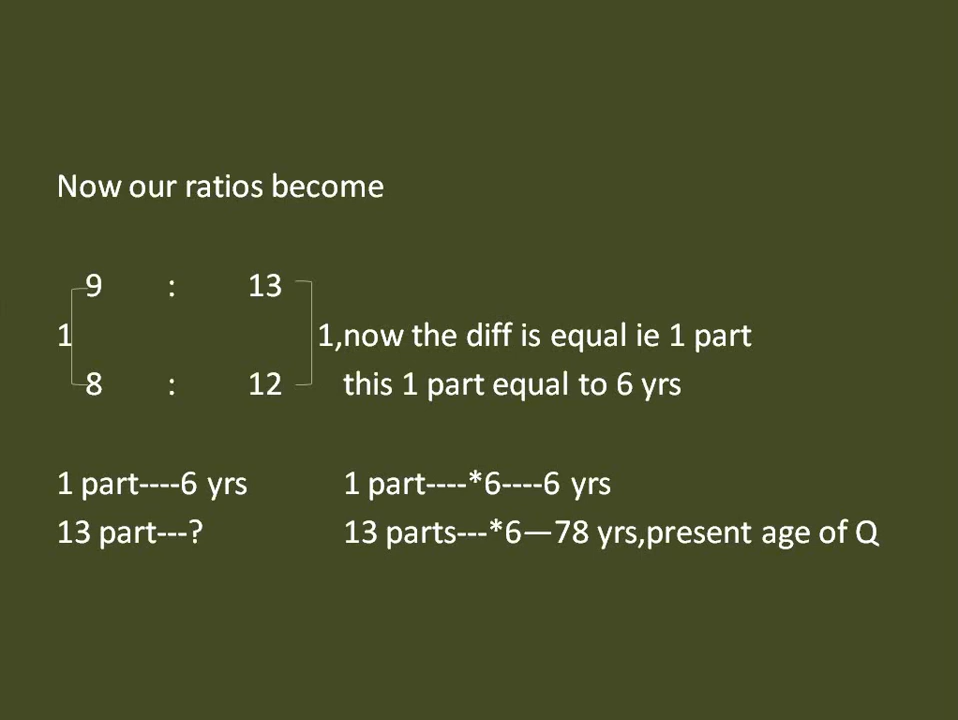 Now our ratios become
9 : 13
1 1,now the diff is equal ie 1 part
8 : 12 this 1 part equal to 6 yrs
1 part----6 yrs 1 part----*6----6 yrs
13 part---? 13 parts---*6—78 yrs,present age of Q